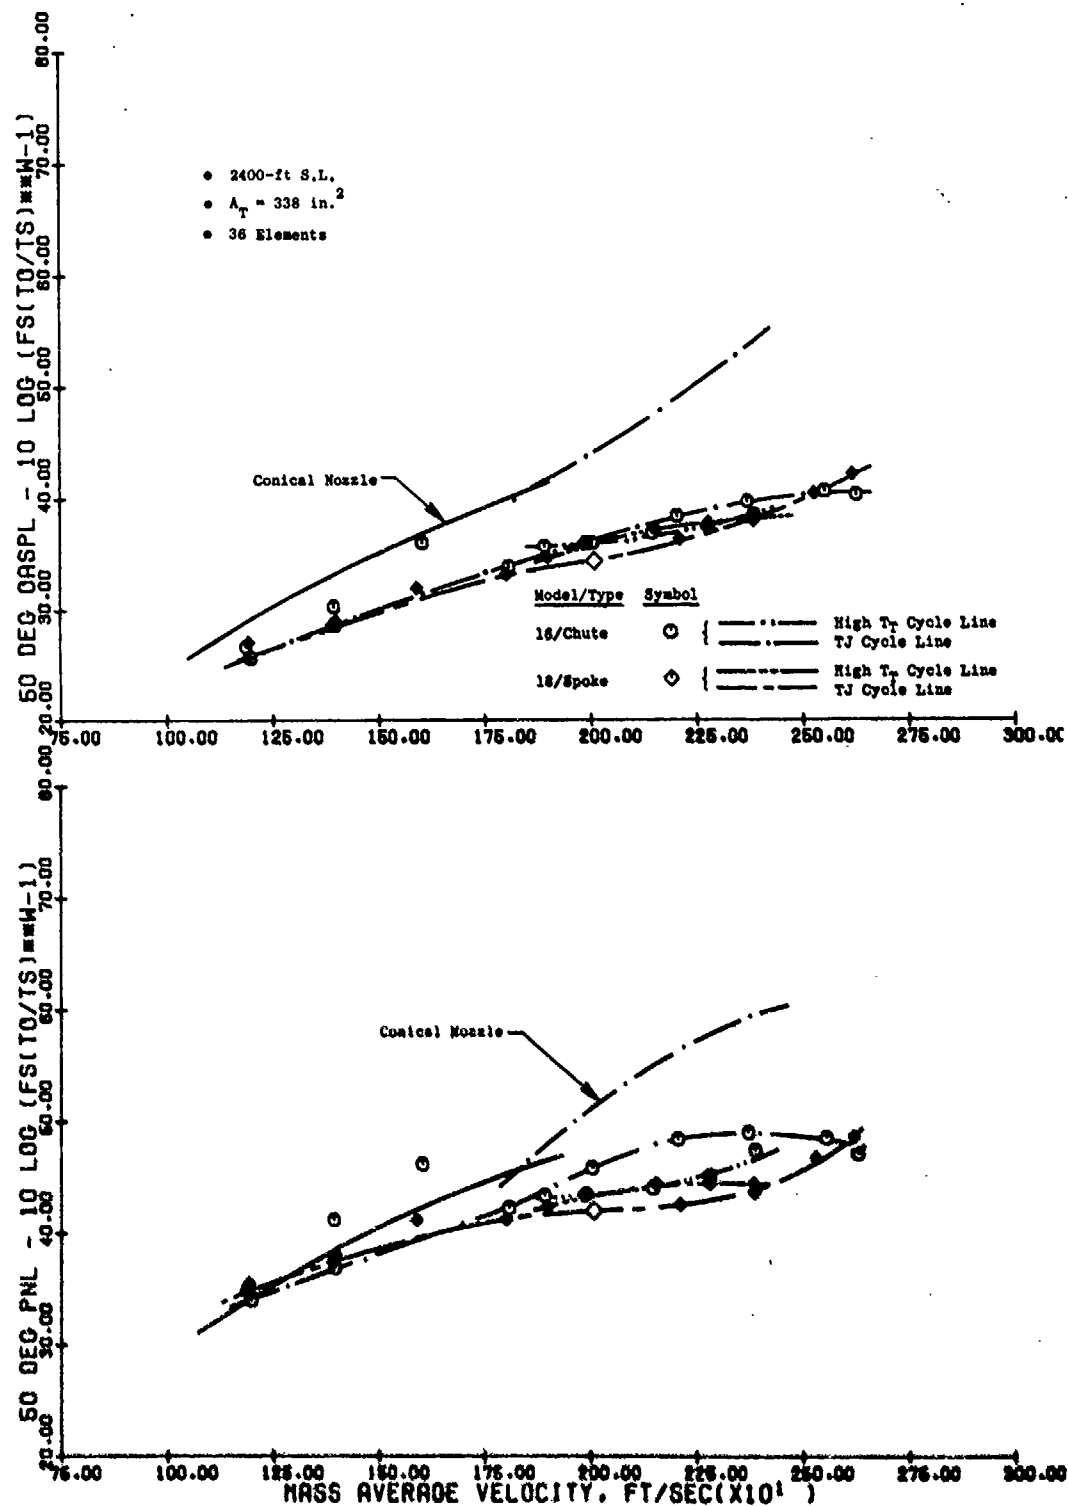 50 DEG OASPL - 10 LOG (FS(TO/TS)**W-1)
80.00
70.00
60.00
50.00
40.00
30.00
20.00
• 2400-ft S.L.
• A_T = 338 in.²
• 36 Elements
Conical Nozzle
Model/Type Symbol
16/Chute
High T_T Cycle Line
TJ Cycle Line
18/Spoke
High T_T Cycle Line
TJ Cycle Line
75.00 100.00 125.00 150.00 175.00 200.00 225.00 250.00 275.00 300.00
50 DEG PNL - 10 LOG (FS(TO/TS)**W-1)
80.00
70.00
60.00
50.00
40.00
30.00
20.00
Conical Nozzle
75.00 100.00 125.00 150.00 175.00 200.00 225.00 250.00 275.00 300.00
MASS AVERAGE VELOCITY, FT/SEC(X10¹ )